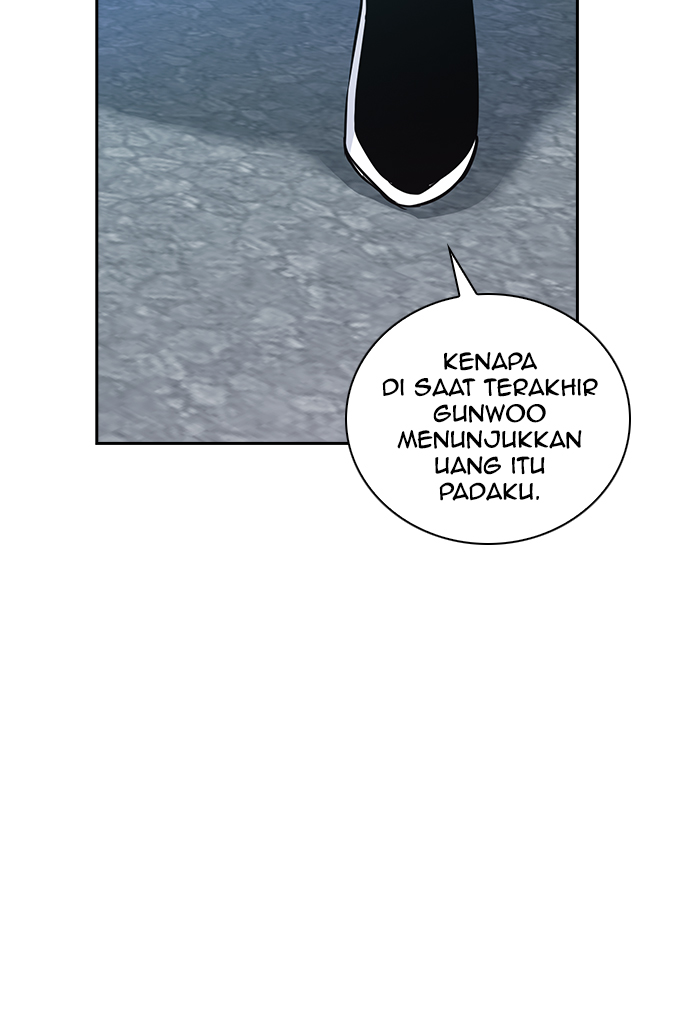 KENAPA
DI SAAT TERAKHIR
GUNWOO
MENUNJUKKAN
UANG ITU
PADAKU.